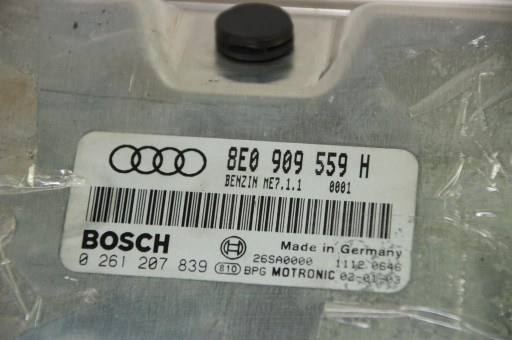 8E0 909 559 H
BENZIN ME7.1.1 0001
BOSCH
26SA0000
Made in Germany
1112 0646
0 261 207 839 810 BPG MOTRONIC 02-01-03